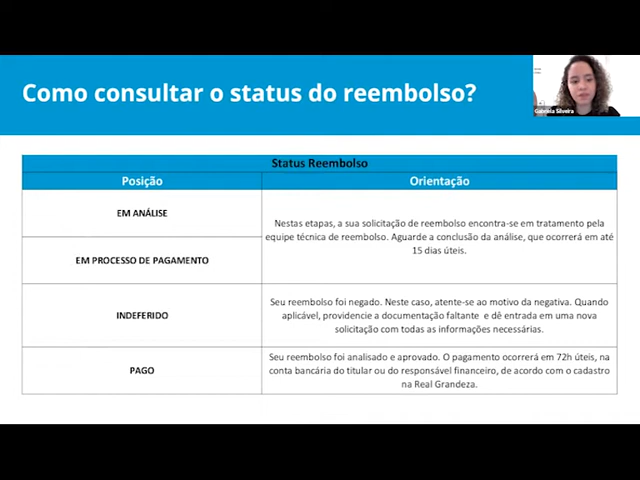 Como consultar o status do reembolso?
Gabriela Silveira
Status Reembolso
Posição
Orientação
EM ANÁLISE
EM PROCESSO DE PAGAMENTO
Nestas etapas, a sua solicitação de reembolso encontra-se em tratamento pela
equipe técnica de reembolso. Aguarde a conclusão da análise, que ocorrerá em até
15 dias úteis.
INDEFERIDO
Seu reembolso foi negado. Neste caso, atente-se ao motivo da negativa. Quando
aplicável, providencie a documentação faltante e dê entrada em uma nova
solicitação com todas as informações necessárias.
PAGO
Seu reembolso foi analisado e aprovado. O pagamento ocorrerá em 72h úteis, na
conta bancária do titular ou do responsável financeiro, de acordo com o cadastro
na Real Grandeza.